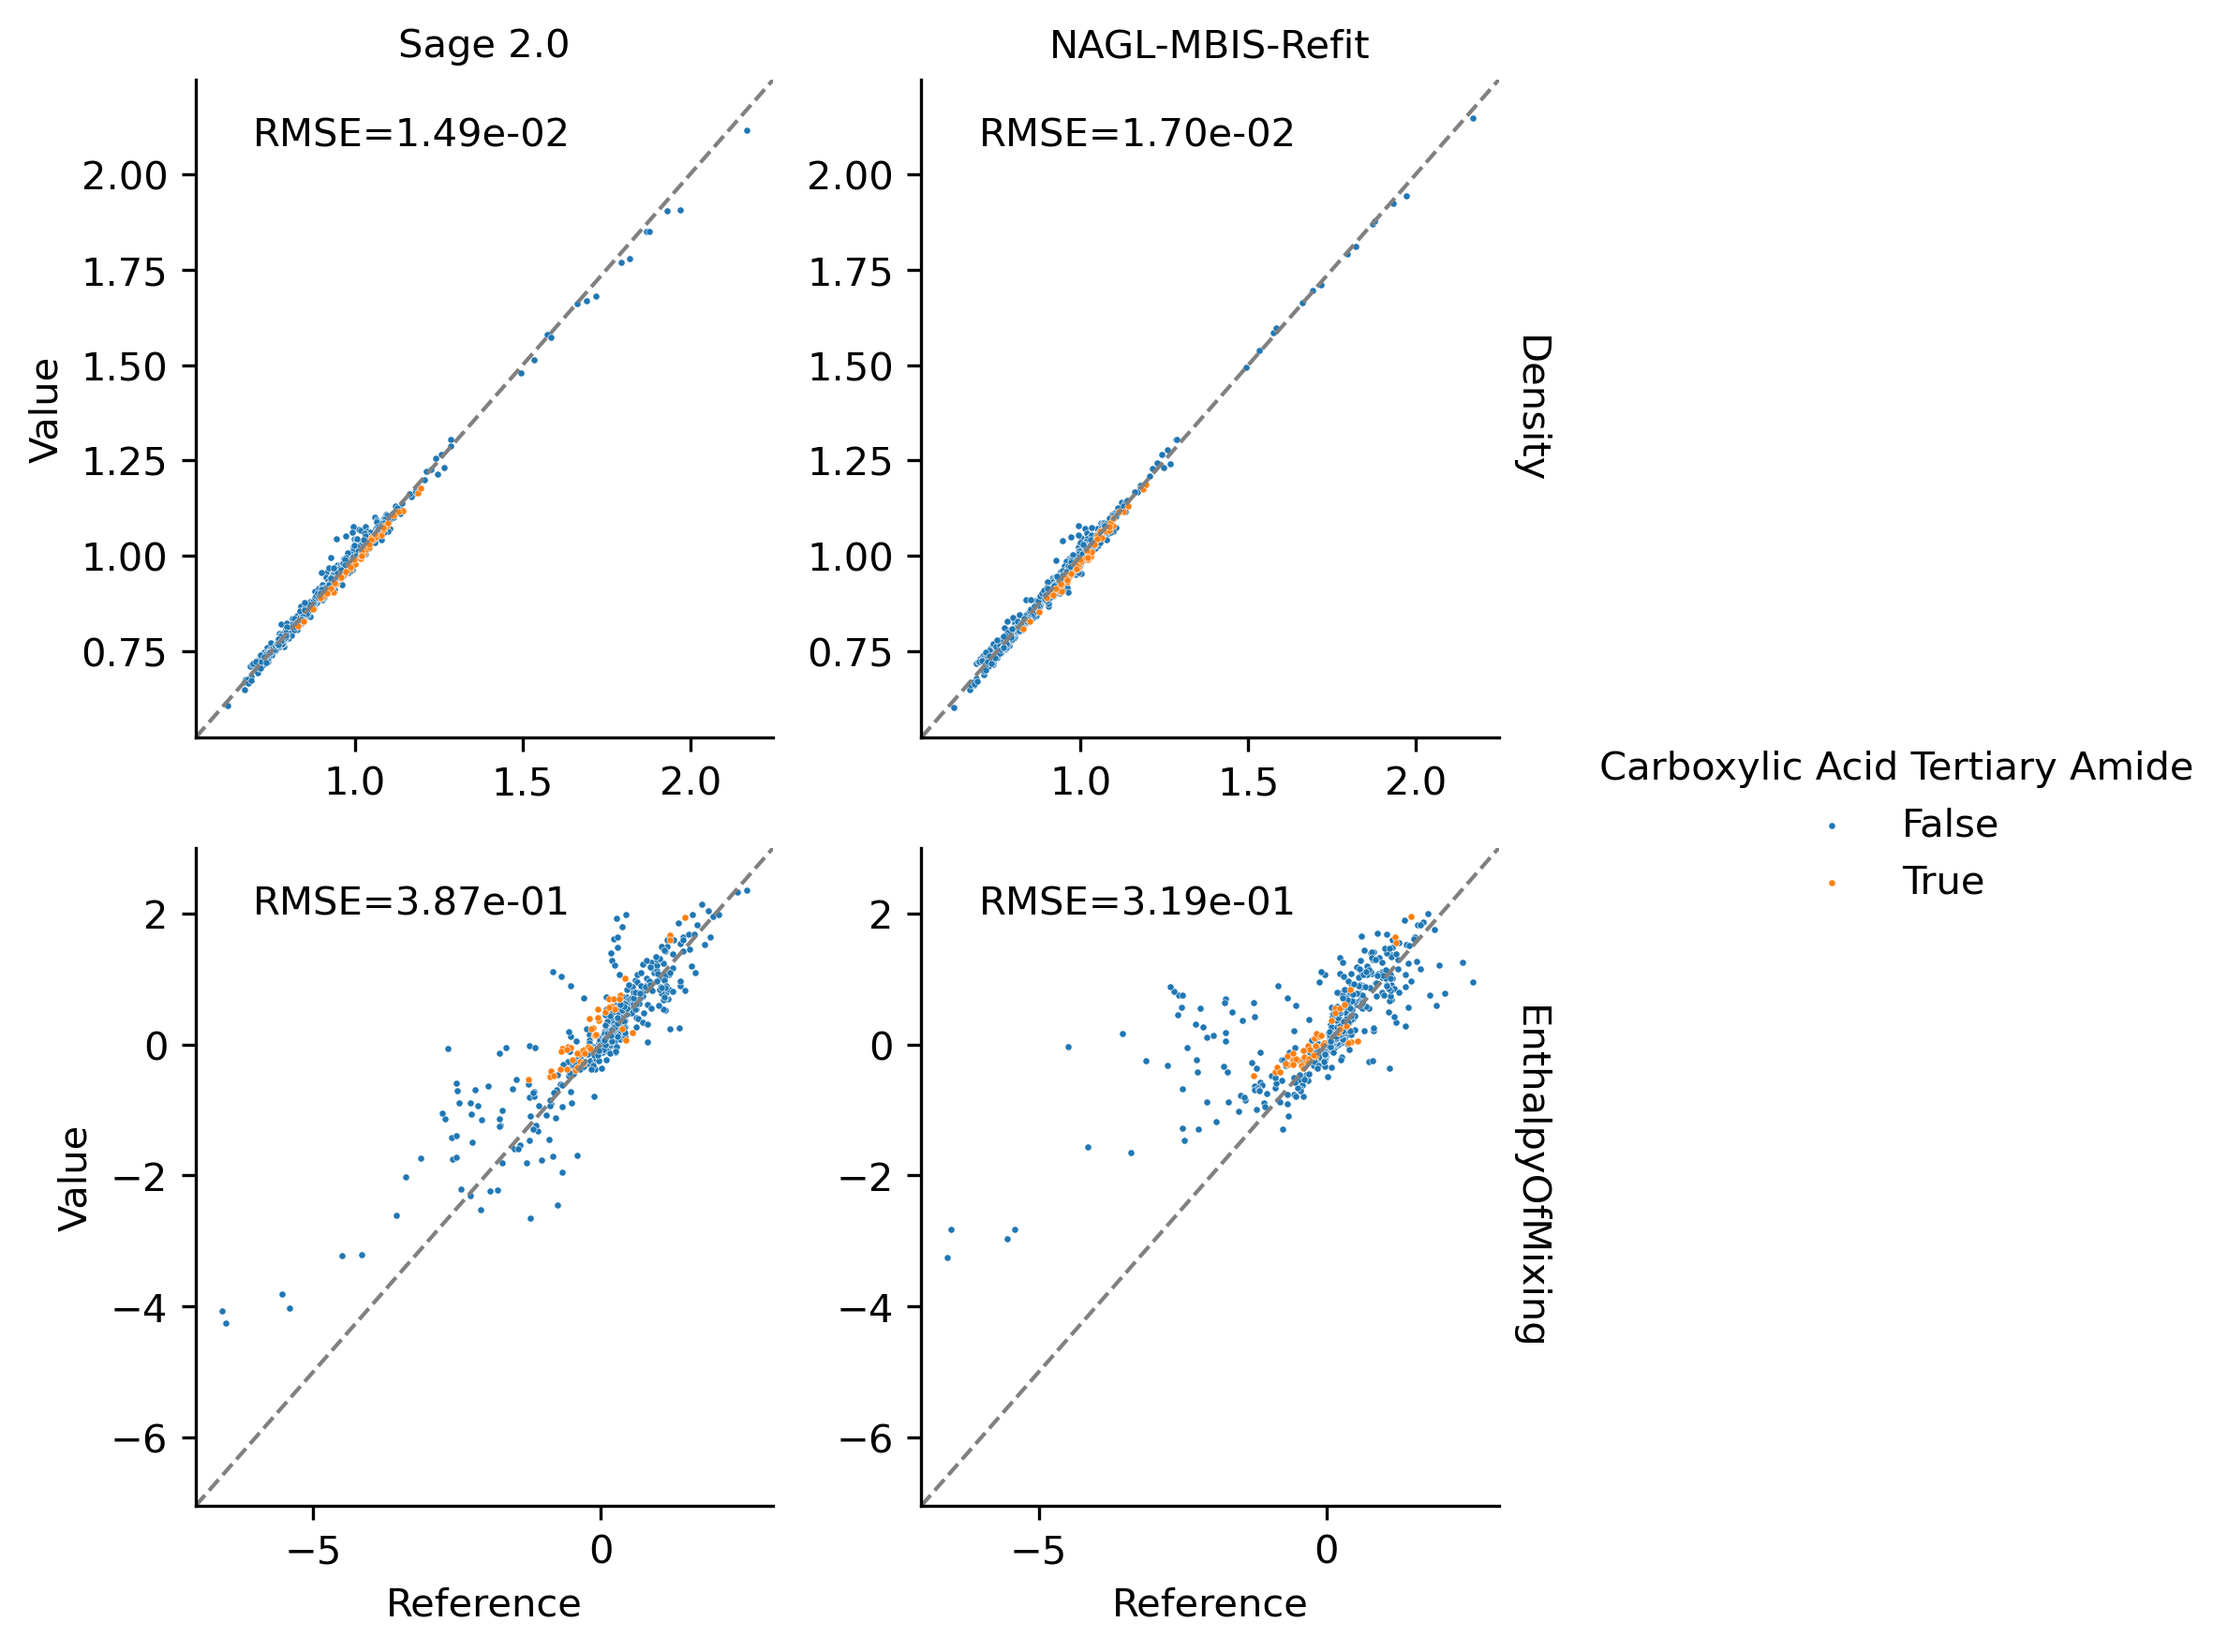 Sage 2.0
NAGL-MBIS-Refit
RMSE=1.49e-02
RMSE=1.70e-02
2.00
1.75
1.50
1.25
1.00
0.75
Value
2.00
1.75
1.50
1.25
1.00
0.75
Density
1.0 1.5 2.0
1.0 1.5 2.0
Carboxylic Acid Tertiary Amide
False
True
RMSE=3.87e-01
RMSE=3.19e-01
2
0
−2
−4
−6
Value
2
0
−2
−4
−6
EnthalpyOfMixing
−5 0
−5 0
Reference
Reference